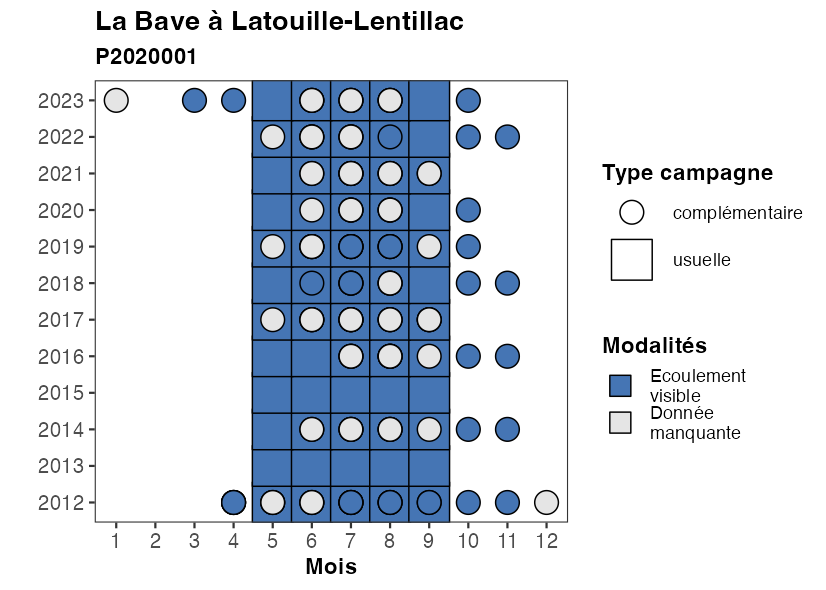 La Bave à Latouille-Lentillac
P2020001
2023
2022
2021
2020
2019
2018
2017
2016
2015
2014
2013
2012
1 2 3 4 5 6 7 8 9 10 11 12
Mois
Type campagne
complémentaire
usuelle
Modalités
Ecoulement
visible
Donnée
manquante